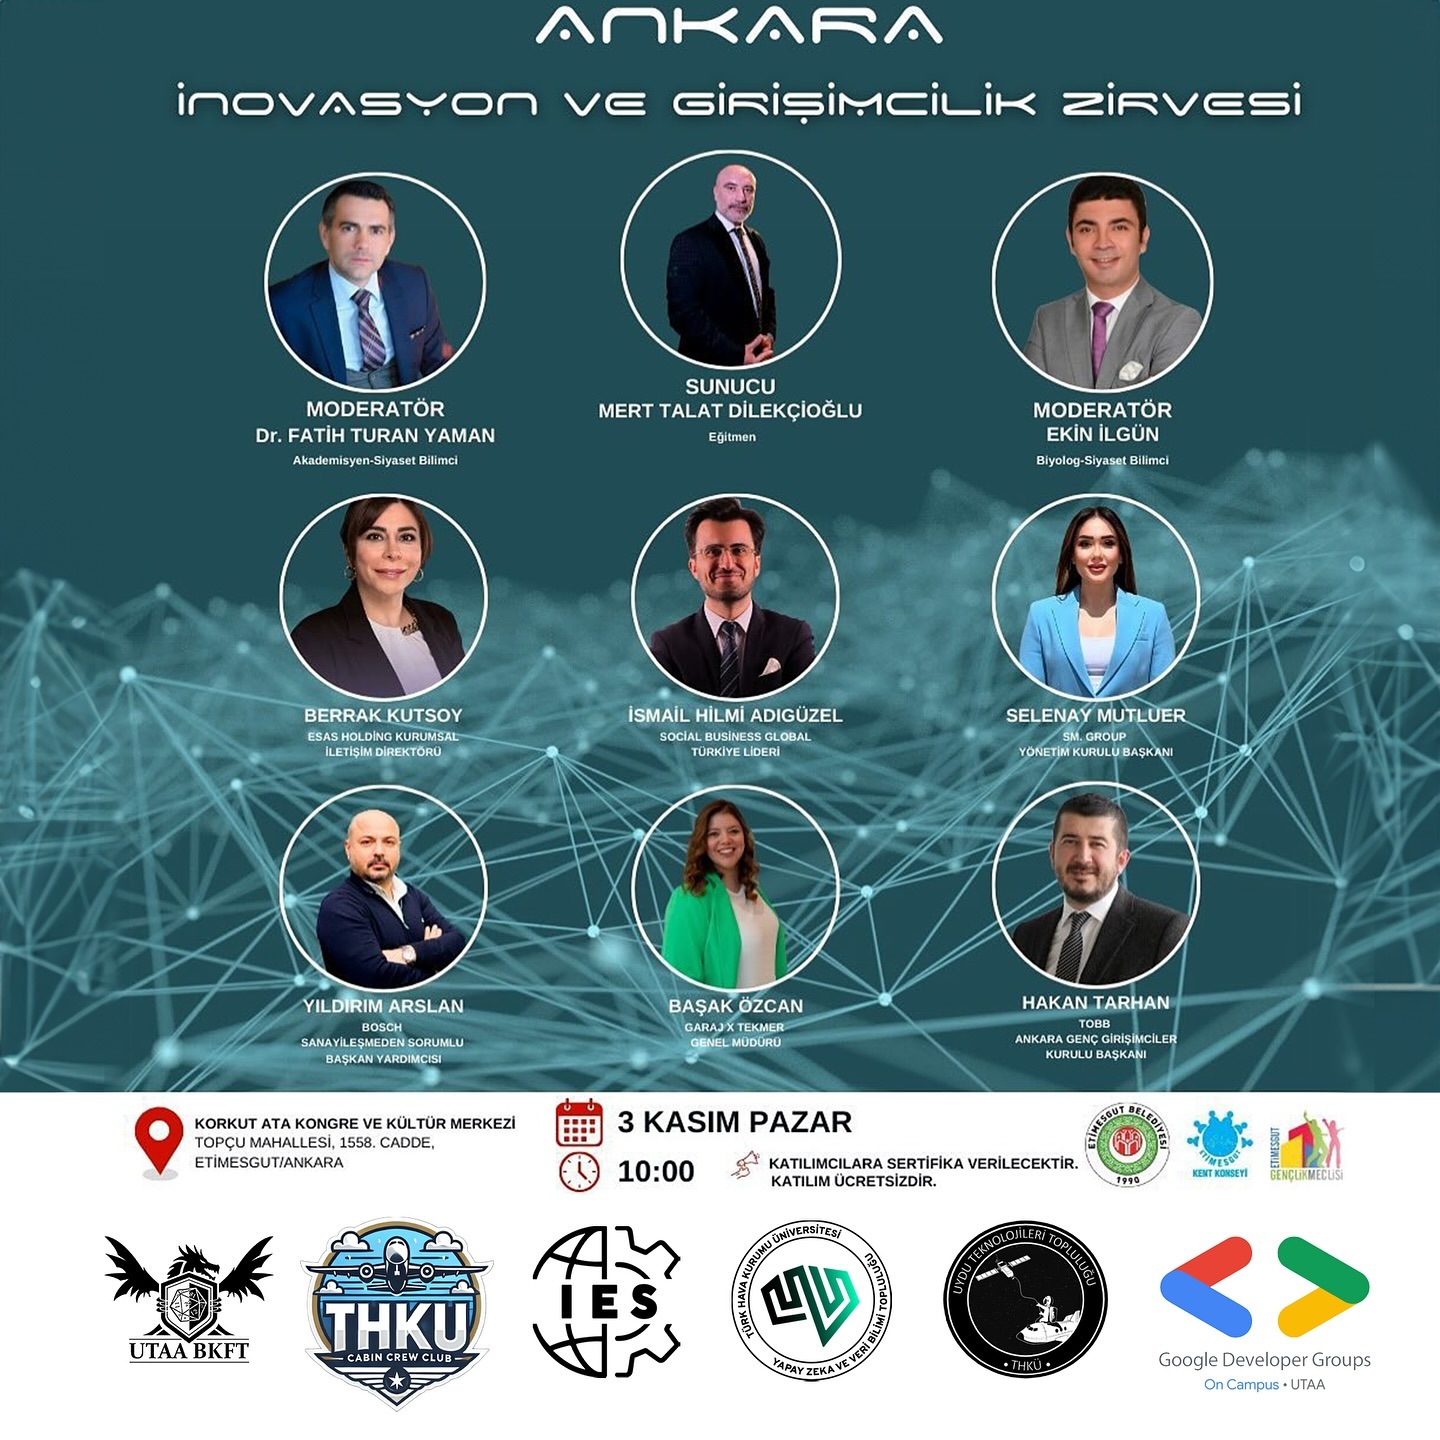 ANKARA
İNOVASYON VE GİRİŞİMCİLİK ZİRVESİ
MODERATÖR
Dr. FATİH TURAN YAMAN
Akademisyen-Siyaset Bilimci
SUNUCU
MERT TALAT DİLEKÇİOĞLU
Eğitmen
MODERATÖR
EKİN İLGÜN
Biyolog-Siyaset Bilimci
BERRAK KUTSOY
ESAS HOLDİNG KURUMSAL
İLETİŞİM DİREKTÖRÜ
İSMAİL HİLMİ ADIGÜZEL
SOCİAL BUSİNESS GLOBAL
TÜRKİYE LİDERİ
SELENAY MUTLUER
SM. GROUP
YÖNETİM KURULU BAŞKANI
YILDIRIM ARSLAN
BOSCH
SANAYİLEŞMEDEN SORUMLU
BAŞKAN YARDIMCISI
BAŞAK ÖZCAN
GARAJ X TEKMER
GENEL MÜDÜRÜ
HAKAN TARHAN
TOBB
ANKARA GENÇ GİRİŞİMCİLER
KURULU BAŞKANI
KORKUT ATA KONGRE VE KÜLTÜR MERKEZİ
TOPÇU MAHALLESİ, 1558. CADDE,
ETİMESGUT/ANKARA
3 KASIM PAZAR
10:00
KATILIMCILARA SERTİFİKA VERİLECEKTİR.
KATILIM ÜCRETSİZDİR.
ETİMESGUT BELEDİYESİ
1990
ETİMESGUT
KENT KONSEYİ
ETİMESGUT
GENÇLİKMECLİSİ
UTAA BKFT
THKU
CABIN CREW CLUB
IES
TÜRK HAVA KURUMU ÜNİVERSİTESİ
YAPAY ZEKA VE VERİ BİLİMİ TOPLULUĞU
UYDU TEKNOLOJİLERİ TOPLULUĞU
• THKÜ •
Google Developer Groups
On Campus • UTAA